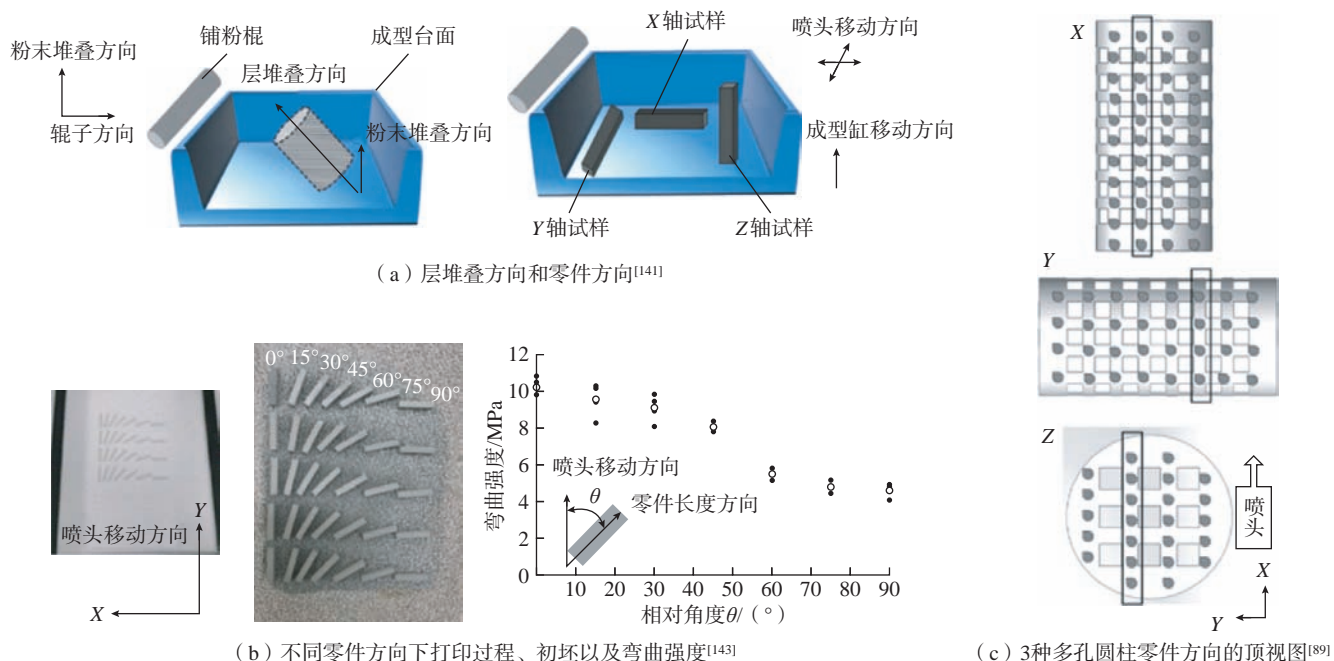 粉末堆叠方向
铺粉棍
成型台面
层堆叠方向
辊子方向
粉末堆叠方向
X轴试样
喷头移动方向
成型缸移动方向
Y轴试样
Z轴试样
（a）层堆叠方向和零件方向[141]
喷头移动方向
Y
X
0° 15° 30° 45° 60° 75° 90°
弯曲强度/MPa
12
10
8
6
4
2
0
喷头移动方向
θ
零件长度方向
10 20 30 40 50 60 70 80 90
相对角度θ/（°）
（b）不同零件方向下打印过程、初坯以及弯曲强度[143]
X
Y
Z
喷头
X
Y
（c）3种多孔圆柱零件方向的顶视图[89]